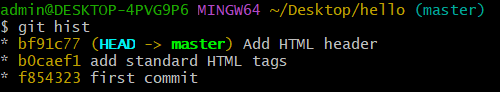 admin@DESKTOP-4PVG9P6 MINGW64 ~/Desktop/hello (master)
$ git hist
* bf91c77 (HEAD -> master) Add HTML header
* b0caef1 add standard HTML tags
* f854323 first commit